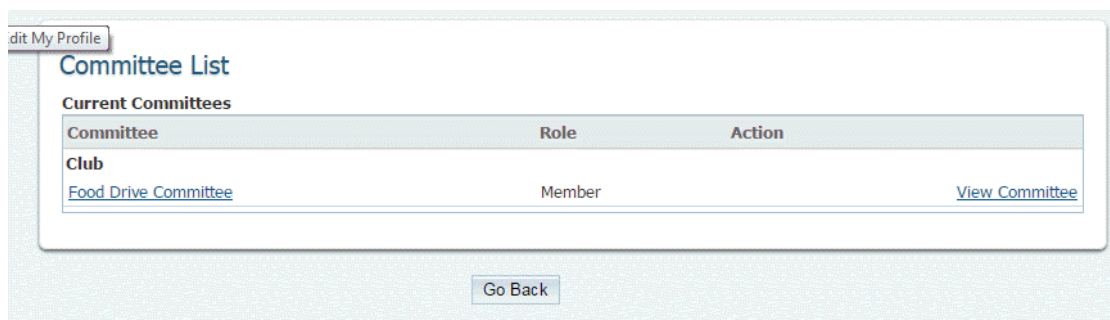 dit My Profile
Committee List
Current Committees
Committee Role Action
Club
Food Drive Committee Member View Committee
Go Back